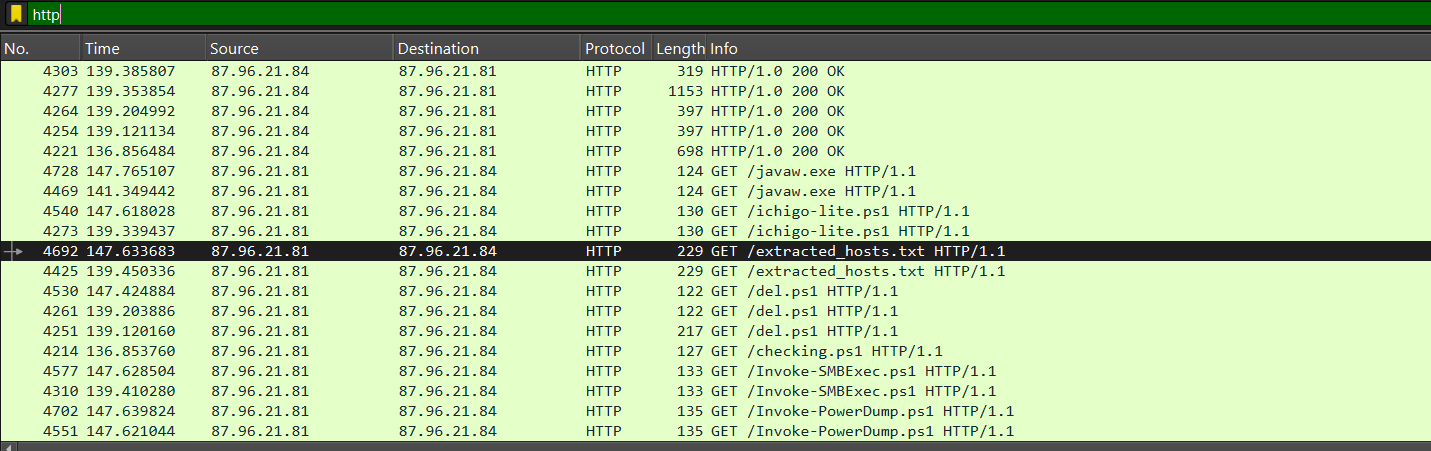 http
No. Time Source Destination Protocol Length Info
4303 139.385807 87.96.21.84 87.96.21.81 HTTP 319 HTTP/1.0 200 OK
4277 139.353854 87.96.21.84 87.96.21.81 HTTP 1153 HTTP/1.0 200 OK
4264 139.204992 87.96.21.84 87.96.21.81 HTTP 397 HTTP/1.0 200 OK
4254 139.121134 87.96.21.84 87.96.21.81 HTTP 397 HTTP/1.0 200 OK
4221 136.856484 87.96.21.84 87.96.21.81 HTTP 698 HTTP/1.0 200 OK
4728 147.765107 87.96.21.81 87.96.21.84 HTTP 124 GET /javaw.exe HTTP/1.1
4469 141.349442 87.96.21.81 87.96.21.84 HTTP 124 GET /javaw.exe HTTP/1.1
4540 147.618028 87.96.21.81 87.96.21.84 HTTP 130 GET /ichigo-lite.ps1 HTTP/1.1
4273 139.339437 87.96.21.81 87.96.21.84 HTTP 130 GET /ichigo-lite.ps1 HTTP/1.1
4692 147.633683 87.96.21.81 87.96.21.84 HTTP 229 GET /extracted_hosts.txt HTTP/1.1
4425 139.450336 87.96.21.81 87.96.21.84 HTTP 229 GET /extracted_hosts.txt HTTP/1.1
4530 147.424884 87.96.21.81 87.96.21.84 HTTP 122 GET /del.ps1 HTTP/1.1
4261 139.203886 87.96.21.81 87.96.21.84 HTTP 122 GET /del.ps1 HTTP/1.1
4251 139.120160 87.96.21.81 87.96.21.84 HTTP 217 GET /del.ps1 HTTP/1.1
4214 136.853760 87.96.21.81 87.96.21.84 HTTP 127 GET /checking.ps1 HTTP/1.1
4577 147.628504 87.96.21.81 87.96.21.84 HTTP 133 GET /Invoke-SMBExec.ps1 HTTP/1.1
4310 139.410280 87.96.21.81 87.96.21.84 HTTP 133 GET /Invoke-SMBExec.ps1 HTTP/1.1
4702 147.639824 87.96.21.81 87.96.21.84 HTTP 135 GET /Invoke-PowerDump.ps1 HTTP/1.1
4551 147.621044 87.96.21.81 87.96.21.84 HTTP 135 GET /Invoke-PowerDump.ps1 HTTP/1.1